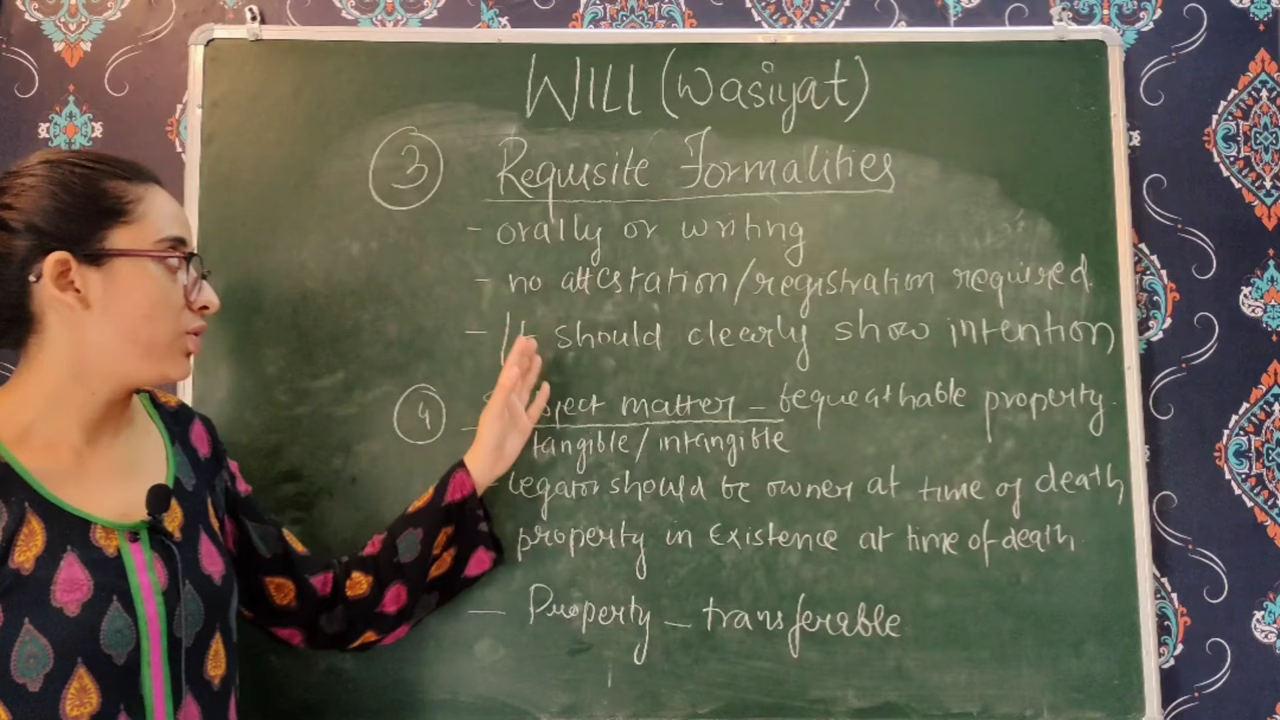 WILL (Wasiyat)
3 Requisite Formalities
- orally or writing
- no attestation/registration required.
- It should clearly show intention
4 matter - bequeathable property.
tangible/intangible
legator should be owner at time of death
property in Existence at time of death.
- Property - transferable